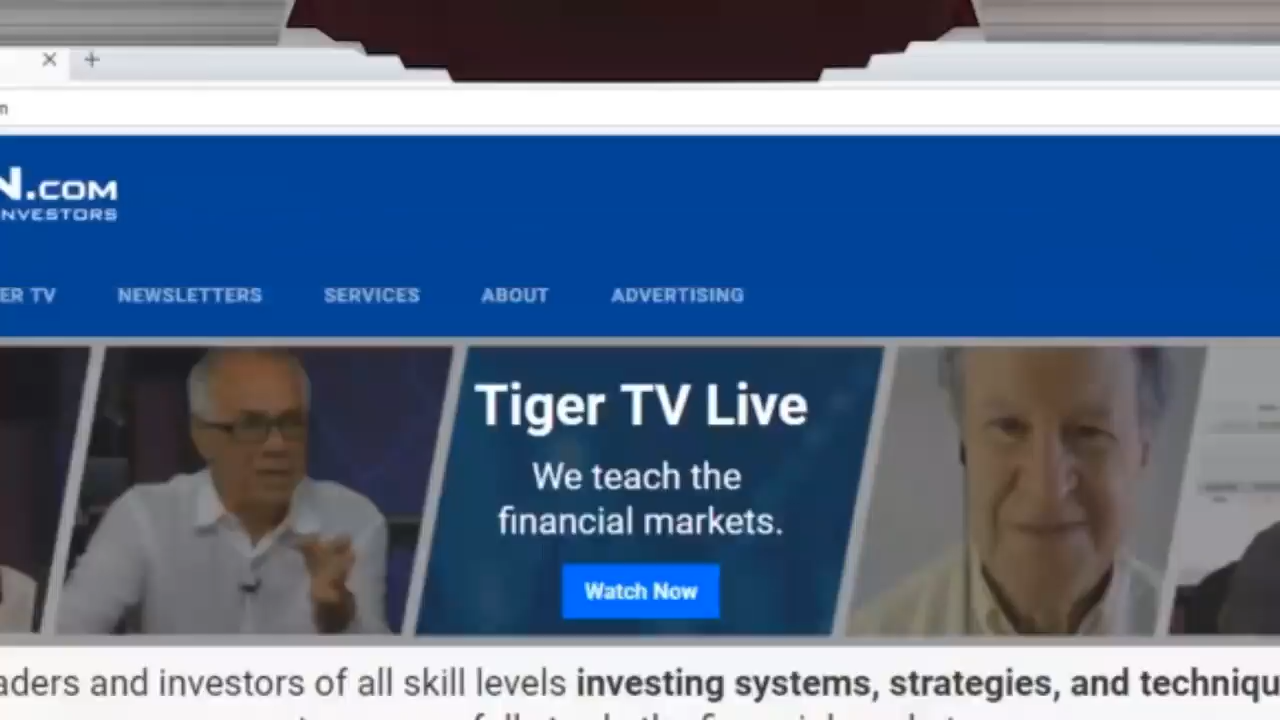 N.COM
INVESTORS
ER TV NEWSLETTERS SERVICES ABOUT ADVERTISING
Tiger TV Live
We teach the
financial markets.
Watch Now
aders and investors of all skill levels investing systems, strategies, and techniqu